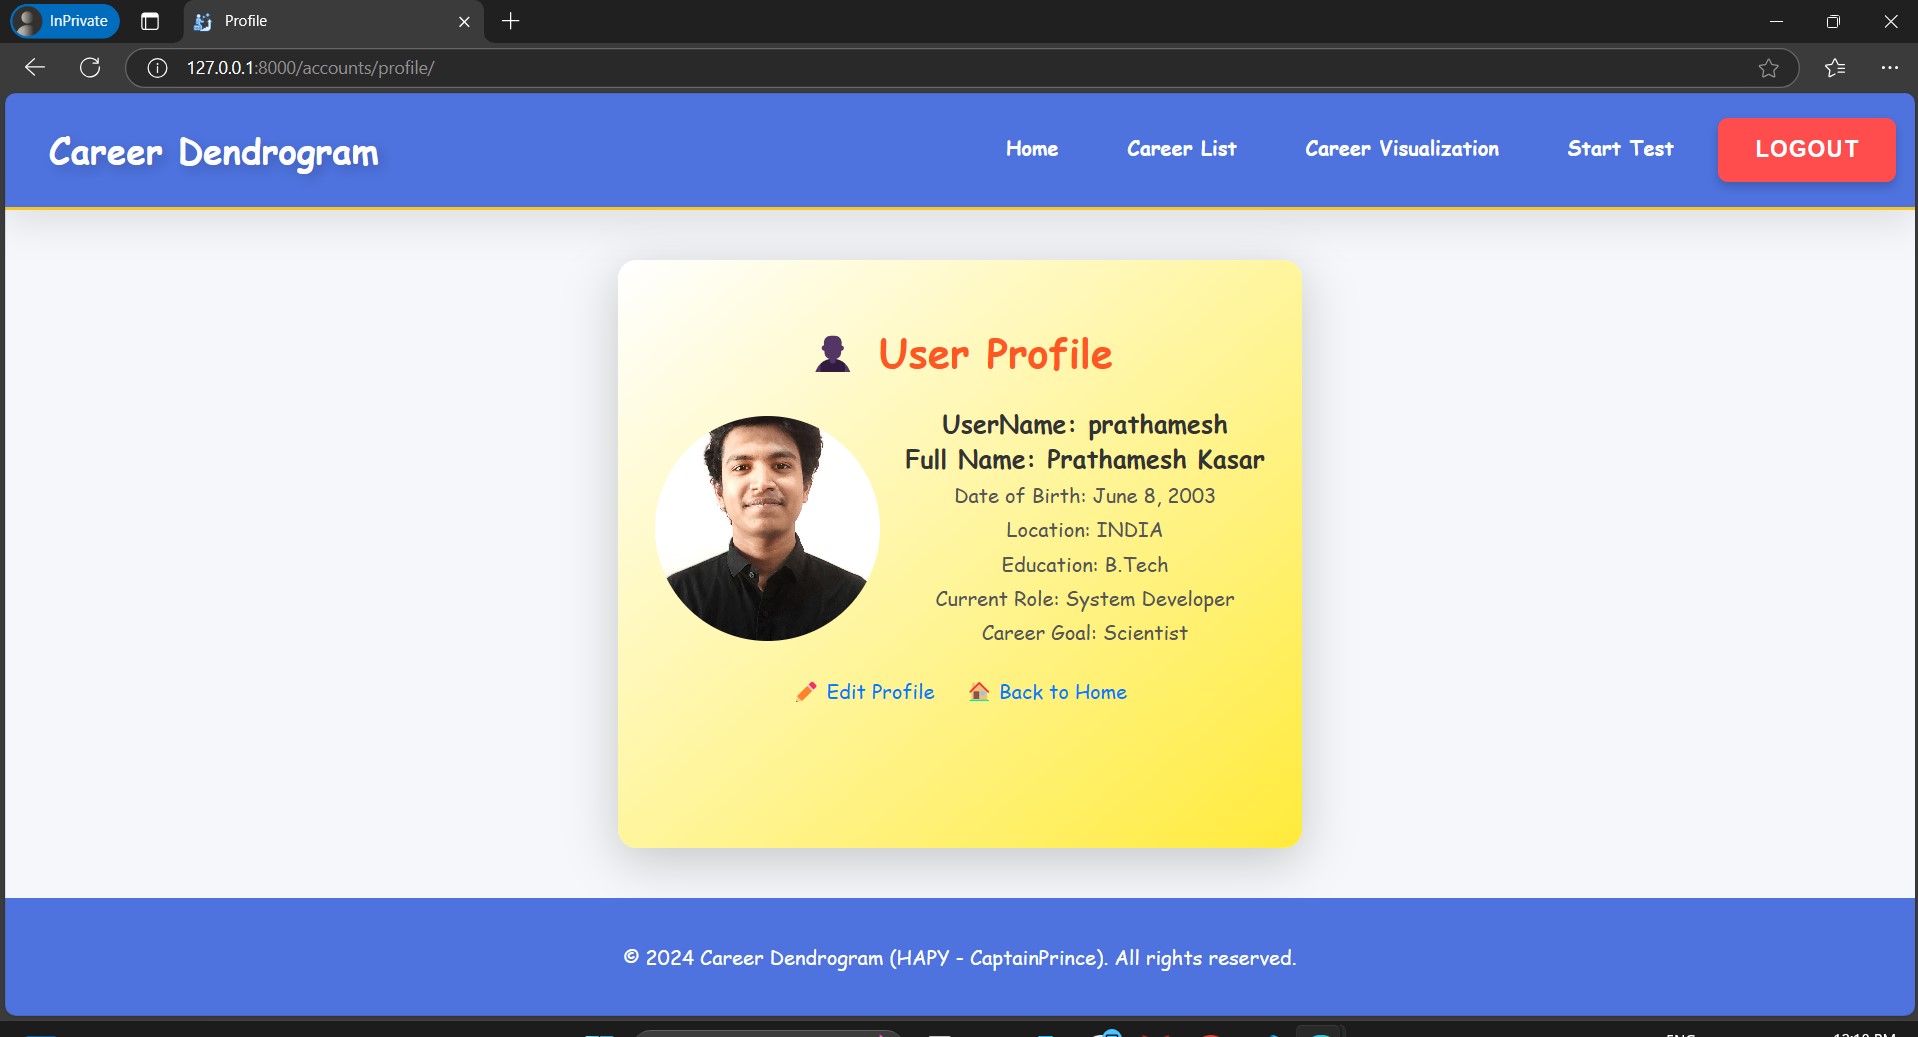 InPrivate
Profile
127.0.0.1:8000/accounts/profile/
Career Dendrogram
Home
Career List
Career Visualization
Start Test
LOGOUT
User Profile
UserName: prathamesh
Full Name: Prathamesh Kasar
Date of Birth: June 8, 2003
Location: INDIA
Education: B.Tech
Current Role: System Developer
Career Goal: Scientist
Edit Profile
Back to Home
© 2024 Career Dendrogram (HAPY - CaptainPrince). All rights reserved.